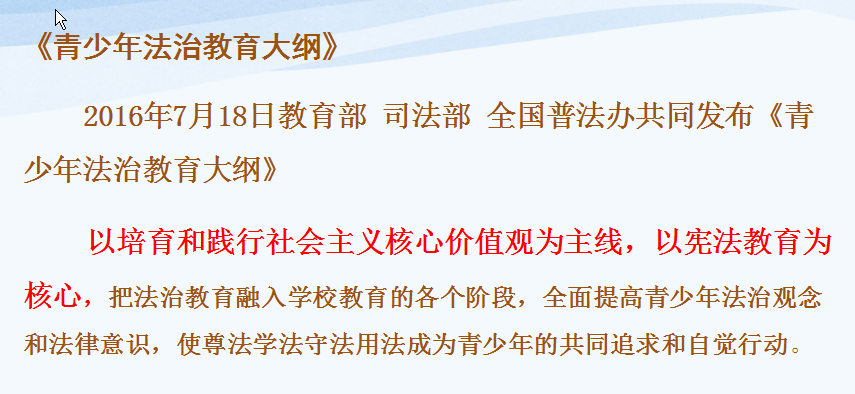 《青少年法治教育大纲》
2016年7月18日教育部 司法部 全国普法办共同发布《青
少年法治教育大纲》
以培育和践行社会主义核心价值观为主线，以宪法教育为
核心，把法治教育融入学校教育的各个阶段，全面提高青少年法治观念
和法律意识，使尊法学法守法用法成为青少年的共同追求和自觉行动。